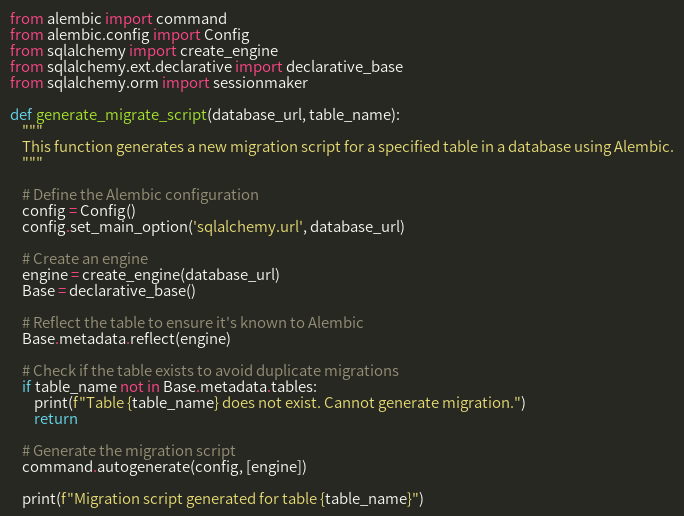 from alembic import command
from alembic.config import Config
from sqlalchemy import create_engine
from sqlalchemy.ext.declarative import declarative_base
from sqlalchemy.orm import sessionmaker

def generate_migrate_script(database_url, table_name):
    """
    This function generates a new migration script for a specified table in a database using Alembic.
    """

    # Define the Alembic configuration
    config = Config()
    config.set_main_option('sqlalchemy.url', database_url)

    # Create an engine
    engine = create_engine(database_url)
    Base = declarative_base()

    # Reflect the table to ensure it's known to Alembic
    Base.metadata.reflect(engine)

    # Check if the table exists to avoid duplicate migrations
    if table_name not in Base.metadata.tables:
        print(f"Table {table_name} does not exist. Cannot generate migration.")
        return

    # Generate the migration script
    command.autogenerate(config, [engine])

    print(f"Migration script generated for table {table_name}")